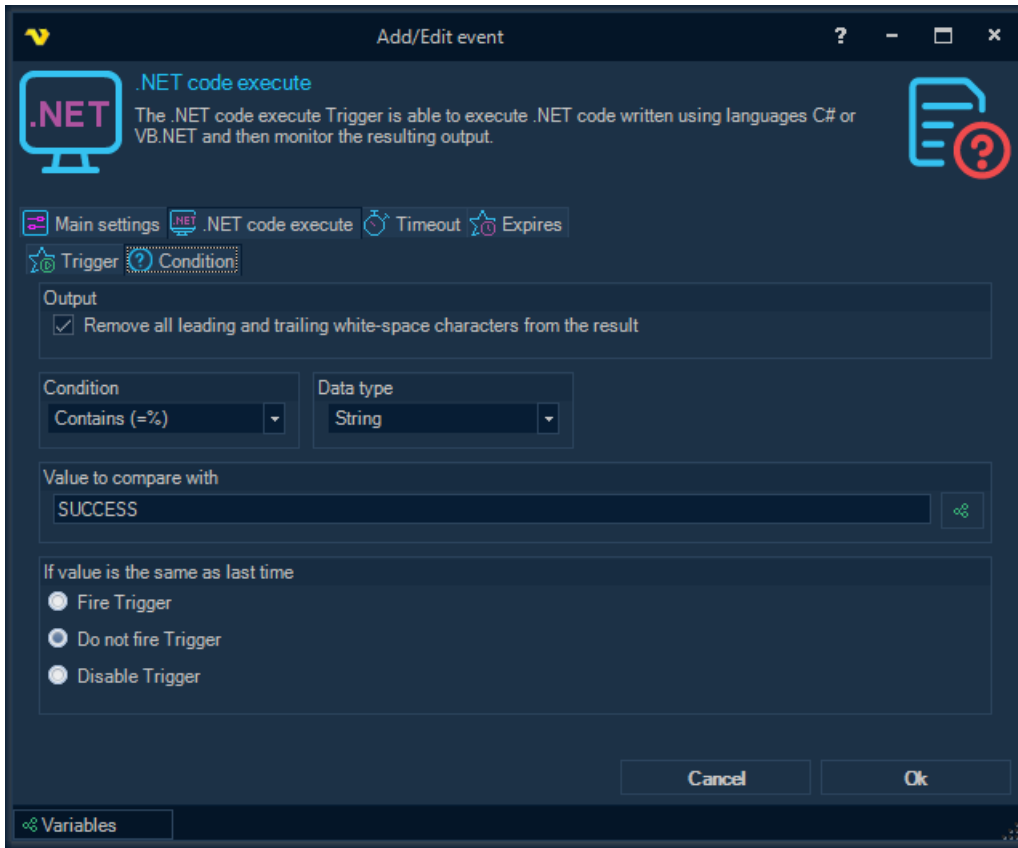 Add/Edit event
?
.NET
.NET code execute
The .NET code execute Trigger is able to execute .NET code written using languages C# or
VB.NET and then monitor the resulting output.
?
Main settings .NET .NET code execute Timeout Expires
Trigger ? Condition
Output
Remove all leading and trailing white-space characters from the result
Condition Data type
Contains (=%) String
Value to compare with
SUCCESS
If value is the same as last time
Fire Trigger
Do not fire Trigger
Disable Trigger
Cancel Ok
Variables